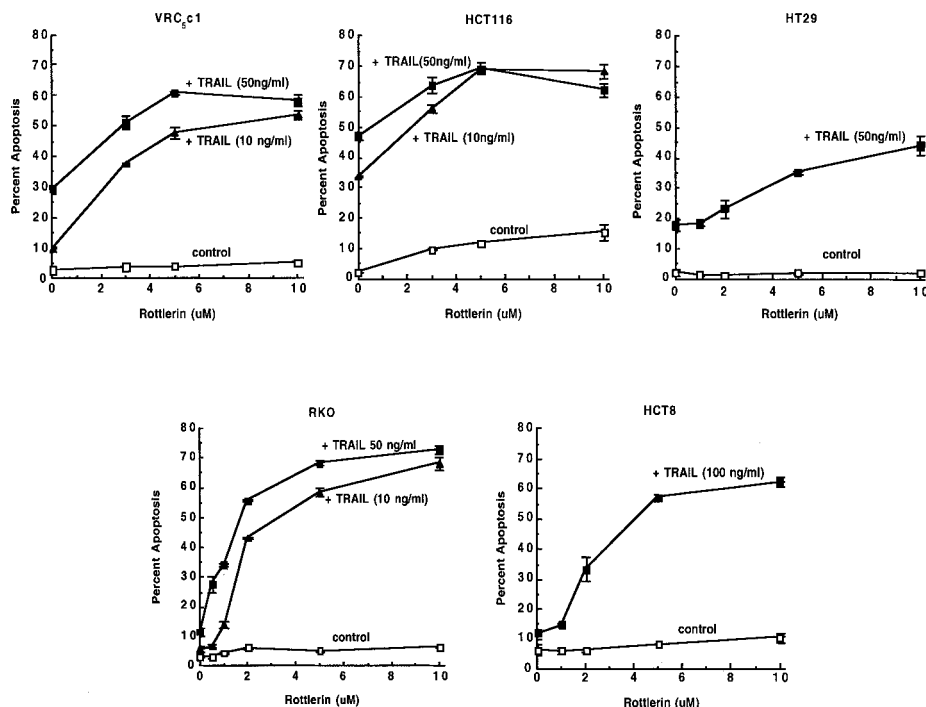 VRC5c1
HCT116
HT29
Percent Apoptosis
80
70
60
50
40
30
20
10
0
+ TRAIL (50ng/ml)
+ TRAIL (10 ng/ml)
control
0 2 4 6 8 10
Rottlerin (uM)
Percent Apoptosis
80
70
60
50
40
30
20
10
0
+ TRAIL(50ng/ml)
+ TRAIL (10ng/ml)
control
0 2 4 6 8 10
Rottlerin (uM)
Percent Apoptosis
80
70
60
50
40
30
20
10
0
+ TRAIL (50ng/ml)
control
0 2 4 6 8 10
Rottlerin (uM)
RKO
HCT8
Percent Apoptosis
80
70
60
50
40
30
20
10
0
+ TRAIL 50 ng/ml
+ TRAIL (10 ng/ml)
control
0 2 4 6 8 10
Rottlerin (uM)
Percent Apoptosis
80
70
60
50
40
30
20
10
0
+ TRAIL (100 ng/ml)
control
0 2 4 6 8 10
Rottlerin (uM)